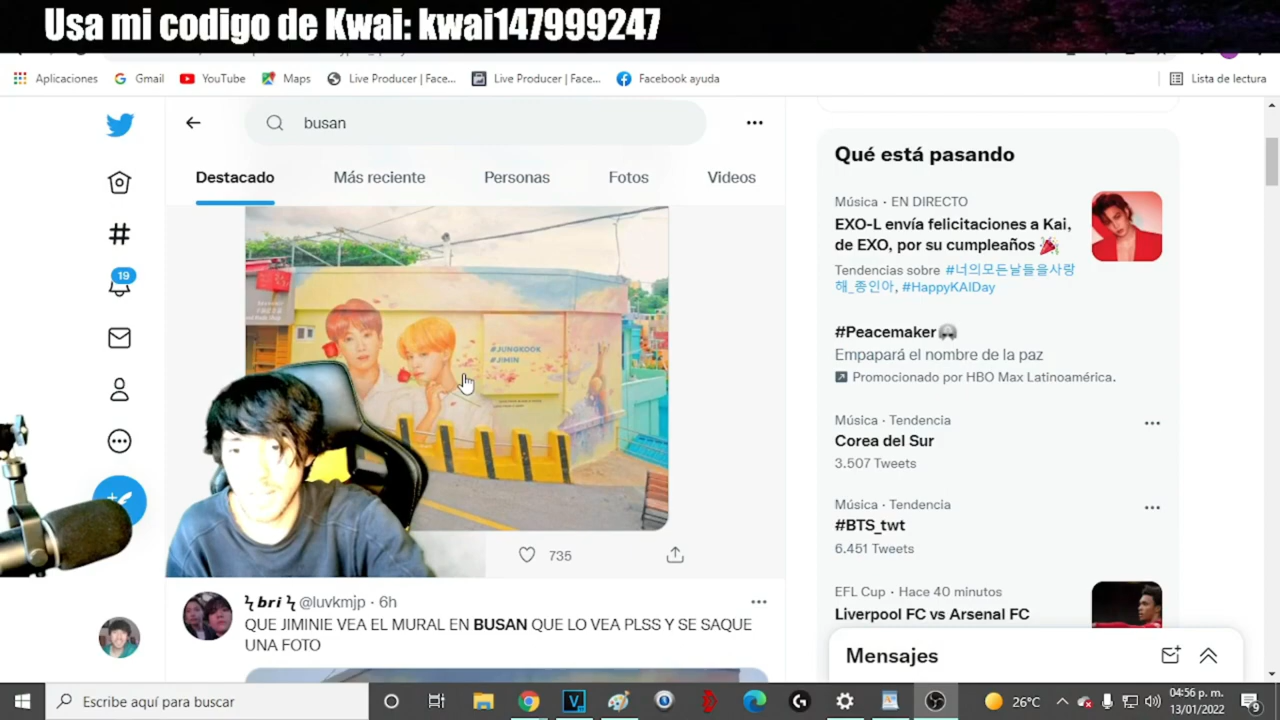 Usa mi codigo de Kwai: kwai147999247
Aplicaciones
Gmail
YouTube
Maps
Live Producer | Face...
Live Producer | Face...
Facebook ayuda
Lista de lectura
busan
Destacado
Más reciente
Personas
Fotos
Videos
19
#JUNGKOOK
#JIMIN
735
ϟ bri ϟ @luvkmjp · 6h
QUE JIMINIE VEA EL MURAL EN BUSAN QUE LO VEA PLSS Y SE SAQUE
UNA FOTO
Qué está pasando
Música · EN DIRECTO
EXO-L envía felicitaciones a Kai,
de EXO, por su cumpleaños 🎉
Tendencias sobre #너의모든날들을사랑
해_종인아, #HappyKAIDay
#Peacemaker
Empapará el nombre de la paz
Promocionado por HBO Max Latinoamérica.
Música · Tendencia
Corea del Sur
3.507 Tweets
Música · Tendencia
#BTS_twt
6.451 Tweets
EFL Cup · Hace 40 minutos
Liverpool FC vs Arsenal FC
Mensajes
Escribe aquí para buscar
26°C
04:56 p. m.
13/01/2022
9